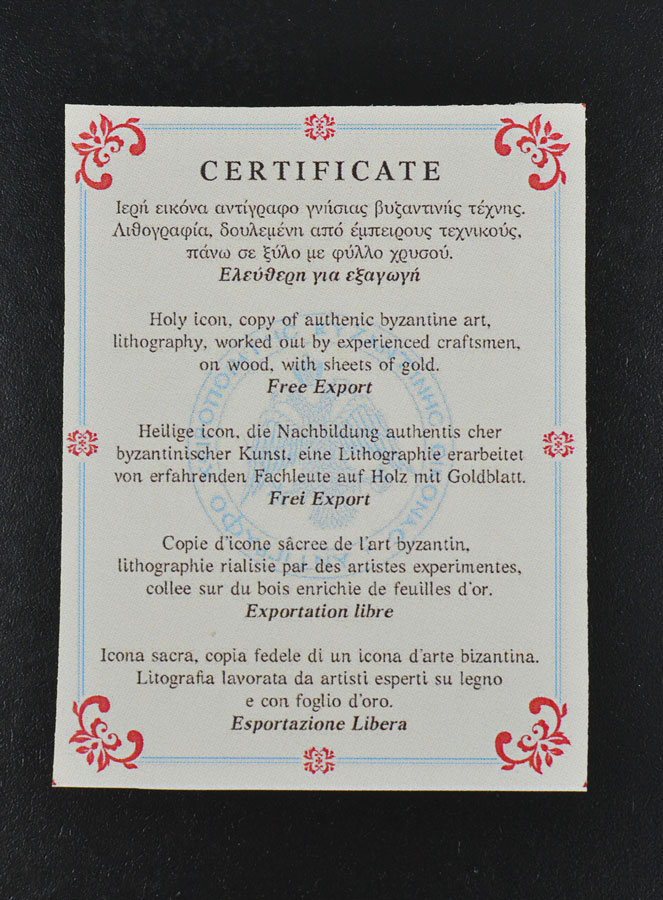 CERTIFICATE
Ιερή εικόνα αντίγραφο γνήσιας βυζαντινής τέχνης.
Λιθογραφία, δουλεμένη από έμπειρους τεχνικούς,
πάνω σε ξύλο με φύλλο χρυσού.
Ελεύθερη για εξαγωγή
Holy icon, copy of authenic byzantine art,
lithography, worked out by experienced craftsmen,
on wood, with sheets of gold.
Free Export
Heilige icon, die Nachbildung authentis cher
byzantinischer Kunst, eine Lithographie erarbeitet
von erfahrenden Fachleute auf Holz mit Goldblatt.
Frei Export
Copie d'icone sâcree de l'art byzantin,
lithographie rialisie par des artistes experimentes,
collee sur du bois enrichie de feuilles d'or.
Exportation libre
Icona sacra, copia fedele di un icona d'arte bizantina.
Litografia lavorata da artisti esperti su legno
e con foglio d'oro.
Esportazione Libera